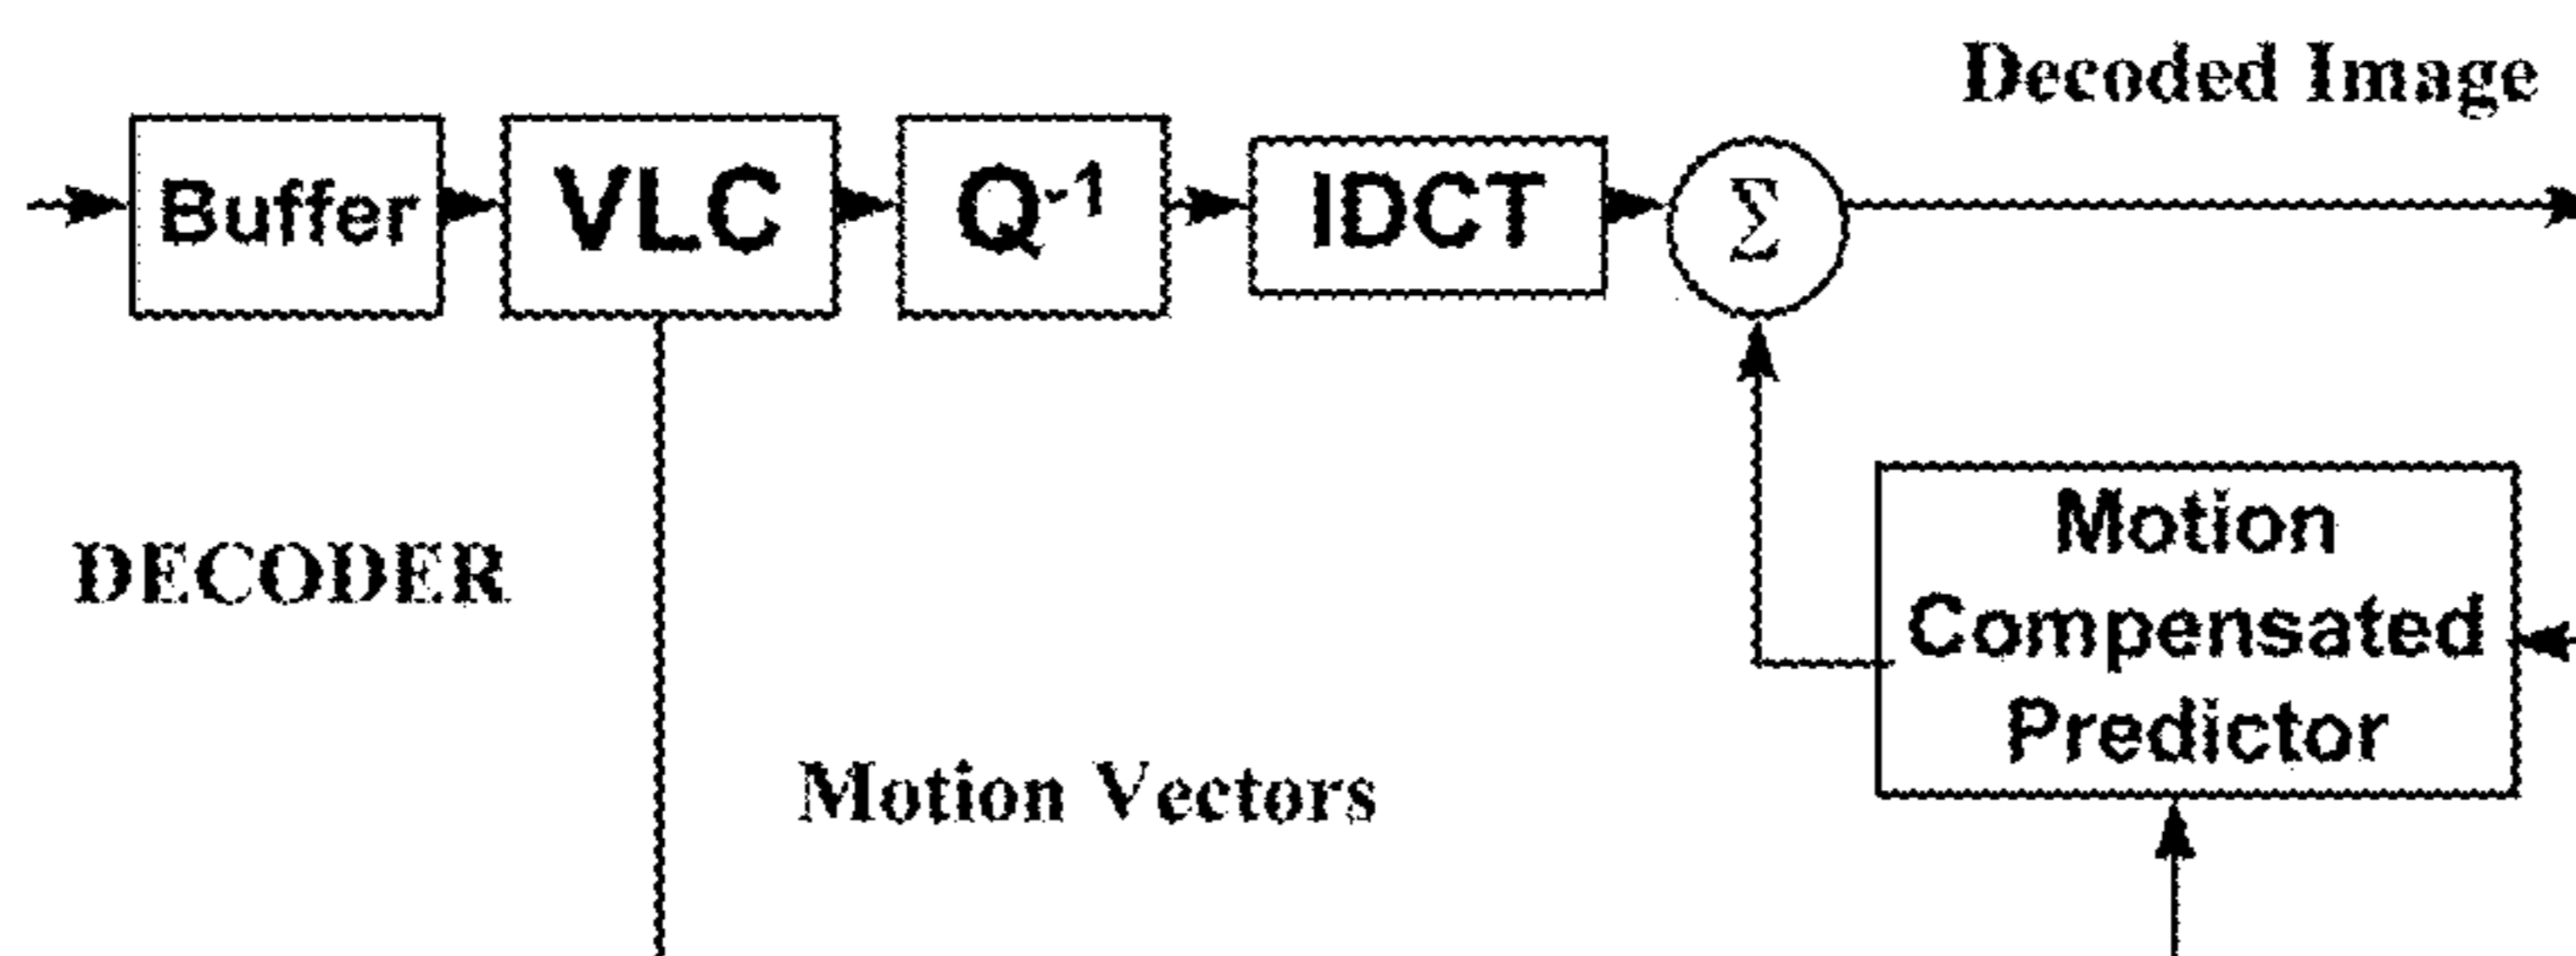 Decoded Image
Buffer
VLC
Q-1
IDCT
Σ
DECODER
Motion
Compensated
Predictor
Motion Vectors